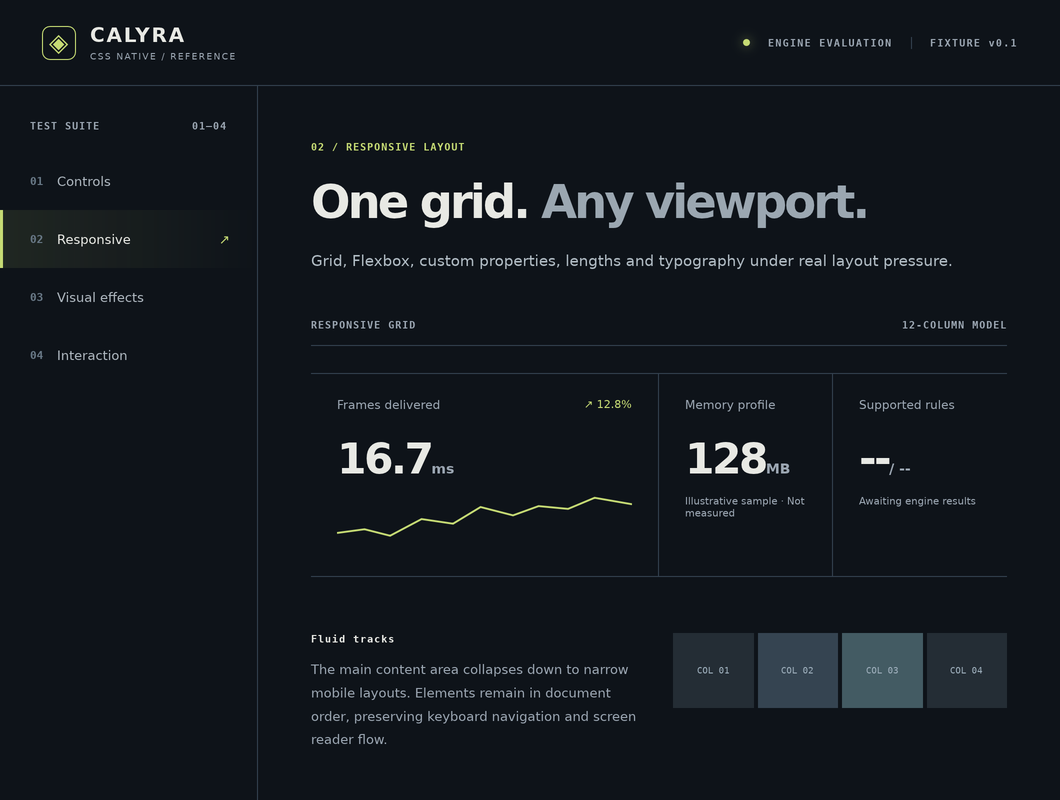 CALYRA
CSS NATIVE / REFERENCE
ENGINE EVALUATION
FIXTURE v0.1
TEST SUITE 01—04
01 Controls
02 Responsive ↗
03 Visual effects
04 Interaction
02 / RESPONSIVE LAYOUT
One grid. Any viewport.
Grid, Flexbox, custom properties, lengths and typography under real layout pressure.
RESPONSIVE GRID
12-COLUMN MODEL
Frames delivered
↗ 12.8%
16.7ms
Memory profile
128MB
Illustrative sample · Not
measured
Supported rules
--/ --
Awaiting engine results
Fluid tracks
The main content area collapses down to narrow
mobile layouts. Elements remain in document
order, preserving keyboard navigation and screen
reader flow.
COL 01
COL 02
COL 03
COL 04